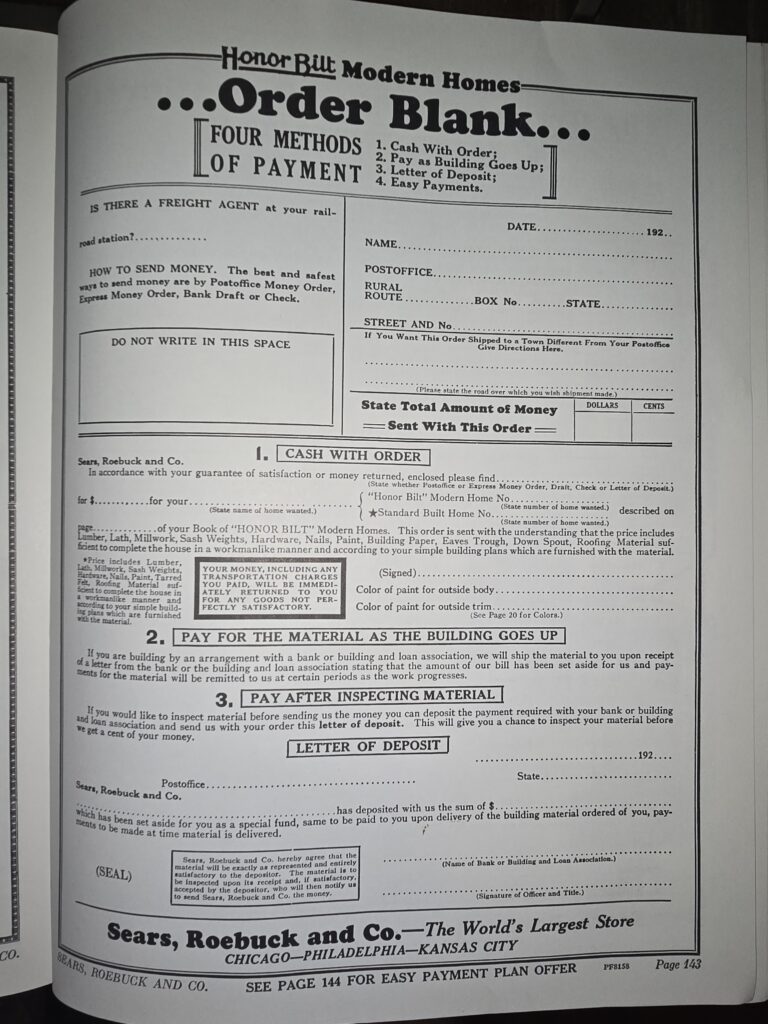 Honor Bilt Modern Homes
...Order Blank...
FOUR METHODS
OF PAYMENT
1. Cash With Order;
2. Pay as Building Goes Up;
3. Letter of Deposit;
4. Easy Payments.
IS THERE A FREIGHT AGENT at your rail-
road station?..............
HOW TO SEND MONEY. The best and safest
ways to send money are by Postoffice Money Order,
Express Money Order, Bank Draft or Check.
DO NOT WRITE IN THIS SPACE
DATE........................192..
NAME............................................................
POSTOFFICE....................................................
RURAL
ROUTE..............BOX No..........STATE..............
STREET AND No................................................
If You Want This Order Shipped to a Town Different From Your Postoffice
Give Directions Here.
(Please state the road over which you wish shipment made.)
State Total Amount of Money
Sent With This Order
DOLLARS
CENTS
1. CASH WITH ORDER
Sears, Roebuck and Co.
In accordance with your guarantee of satisfaction or money returned, enclosed please find........................................
(State whether Postoffice or Express Money Order, Draft, Check or Letter of Deposit.)
for $............for your........................................ { "Honor Bilt" Modern Home No........................
(State name of home wanted.)
(State number of home wanted.)
described on
★Standard Built Home No........................
(State number of home wanted.)
page..............of your Book of "HONOR BILT" Modern Homes. This order is sent with the understanding that the price includes
Lumber, Lath, Millwork, Sash Weights, Hardware, Nails, Paint, Building Paper, Eaves Trough, Down Spout, Roofing Material suf-
ficient to complete the house in a workmanlike manner and according to your simple building plans which are furnished with the material.
★Price includes Lumber,
Lath, Millwork, Sash Weights,
Hardware, Nails, Paint, Tarred
Felt, Roofing Material suf-
ficient to complete the house in
a workmanlike manner and
according to your simple build-
ing plans which are furnished
with the material.
YOUR MONEY, INCLUDING ANY
TRANSPORTATION CHARGES
YOU PAID, WILL BE IMMEDI-
ATELY RETURNED TO YOU
FOR ANY GOODS NOT PER-
FECTLY SATISFACTORY.
(Signed)........................................................
Color of paint for outside body........................................
Color of paint for outside trim........................................
(See Page 20 for Colors.)
2. PAY FOR THE MATERIAL AS THE BUILDING GOES UP
If you are building by an arrangement with a bank or building and loan association, we will ship the material to you upon receipt
of a letter from the bank or the building and loan association stating that the amount of our bill has been set aside for us and pay-
ments for the material will be remitted to us at certain periods as the work progresses.
3. PAY AFTER INSPECTING MATERIAL
If you would like to inspect material before sending us the money you can deposit the payment required with your bank or building
and loan association and send us with your order this letter of deposit. This will give you a chance to inspect your material before
we get a cent of your money.
LETTER OF DEPOSIT
........................................192....
Postoffice........................................ State........................
Sears, Roebuck and Co.
........................................has deposited with us the sum of $........................................
which has been set aside for you as a special fund, same to be paid to you upon delivery of the building material ordered of you, pay-
ments to be made at time material is delivered.
(SEAL)
Sears, Roebuck and Co. hereby agree that the
material will be exactly as represented and entirely
satisfactory to the depositor. The material is to
be inspected upon its receipt and, if satisfactory,
accepted by the depositor, who will then notify us
to send Sears, Roebuck and Co. the money.
(Name of Bank or Building and Loan Association.)
(Signature of Officer and Title.)
Sears, Roebuck and Co.—The World's Largest Store
CHICAGO—PHILADELPHIA—KANSAS CITY
CO.
SEARS, ROEBUCK AND CO.
SEE PAGE 144 FOR EASY PAYMENT PLAN OFFER
PF8158
Page 143